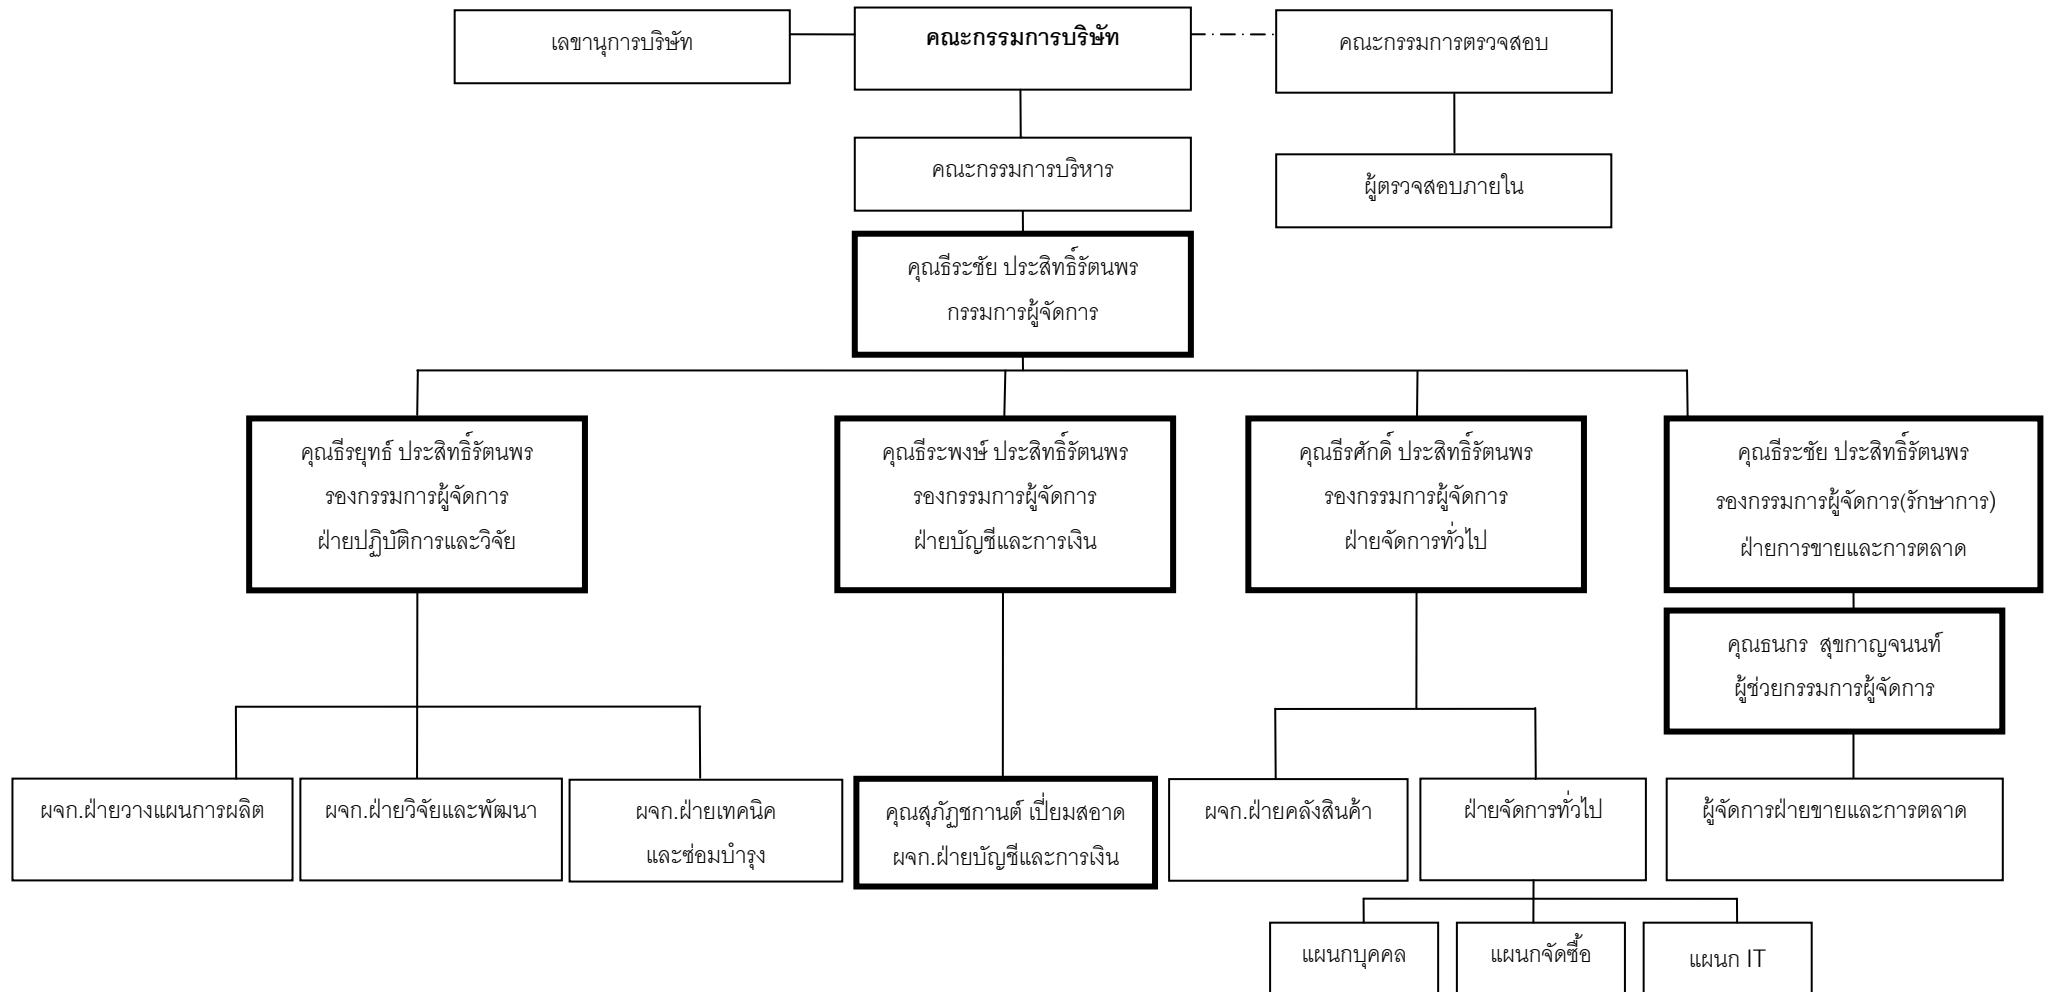 เลขานุการบริษัท
คณะกรรมการบริษัท
คณะกรรมการตรวจสอบ
คณะกรรมการบริหาร
ผู้ตรวจสอบภายใน
คุณธีระชัย ประสิทธิ์รัตนพร
กรรมการผู้จัดการ
คุณธีรยุทธ์ ประสิทธิ์รัตนพร
รองกรรมการผู้จัดการ
ฝ่ายปฏิบัติการและวิจัย
คุณธีระพงษ์ ประสิทธิ์รัตนพร
รองกรรมการผู้จัดการ
ฝ่ายบัญชีและการเงิน
คุณธีรศักดิ์ ประสิทธิ์รัตนพร
รองกรรมการผู้จัดการ
ฝ่ายจัดการทั่วไป
คุณธีระชัย ประสิทธิ์รัตนพร
รองกรรมการผู้จัดการ(รักษาการ)
ฝ่ายการขายและการตลาด
คุณธนกร สุขกาญจนนท์
ผู้ช่วยกรรมการผู้จัดการ
ผจก.ฝ่ายวางแผนการผลิต
ผจก.ฝ่ายวิจัยและพัฒนา
ผจก.ฝ่ายเทคนิค
และซ่อมบำรุง
คุณสุภัฏชกานต์ เปี่ยมสอาด
ผจก.ฝ่ายบัญชีและการเงิน
ผจก.ฝ่ายคลังสินค้า
ฝ่ายจัดการทั่วไป
ผู้จัดการฝ่ายขายและการตลาด
แผนกบุคคล
แผนกจัดซื้อ
แผนก IT